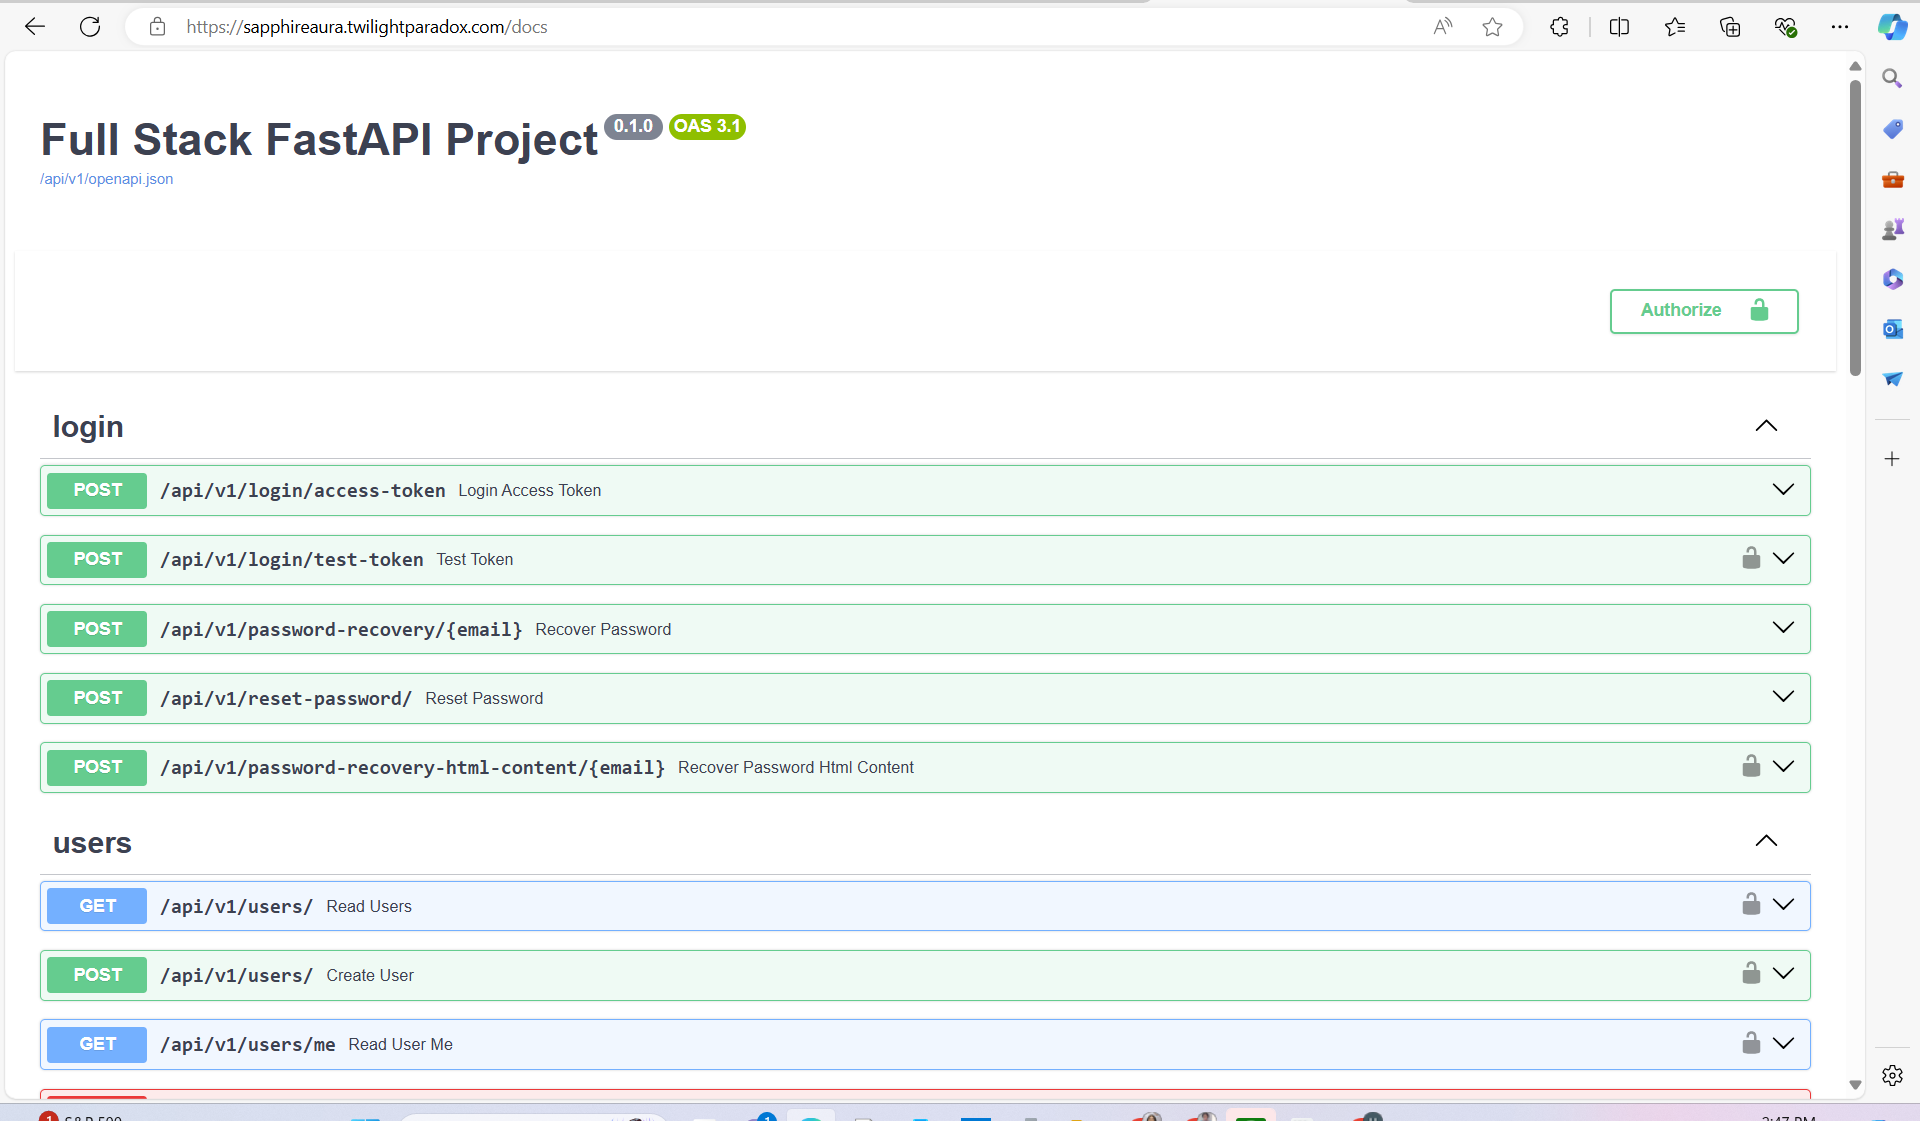 https://sapphireaura.twilightparadox.com/docs
Full Stack FastAPI Project 0.1.0 OAS 3.1
/api/v1/openapi.json
Authorize
login
POST /api/v1/login/access-token Login Access Token
POST /api/v1/login/test-token Test Token
POST /api/v1/password-recovery/{email} Recover Password
POST /api/v1/reset-password/ Reset Password
POST /api/v1/password-recovery-html-content/{email} Recover Password Html Content
users
GET /api/v1/users/ Read Users
POST /api/v1/users/ Create User
GET /api/v1/users/me Read User Me